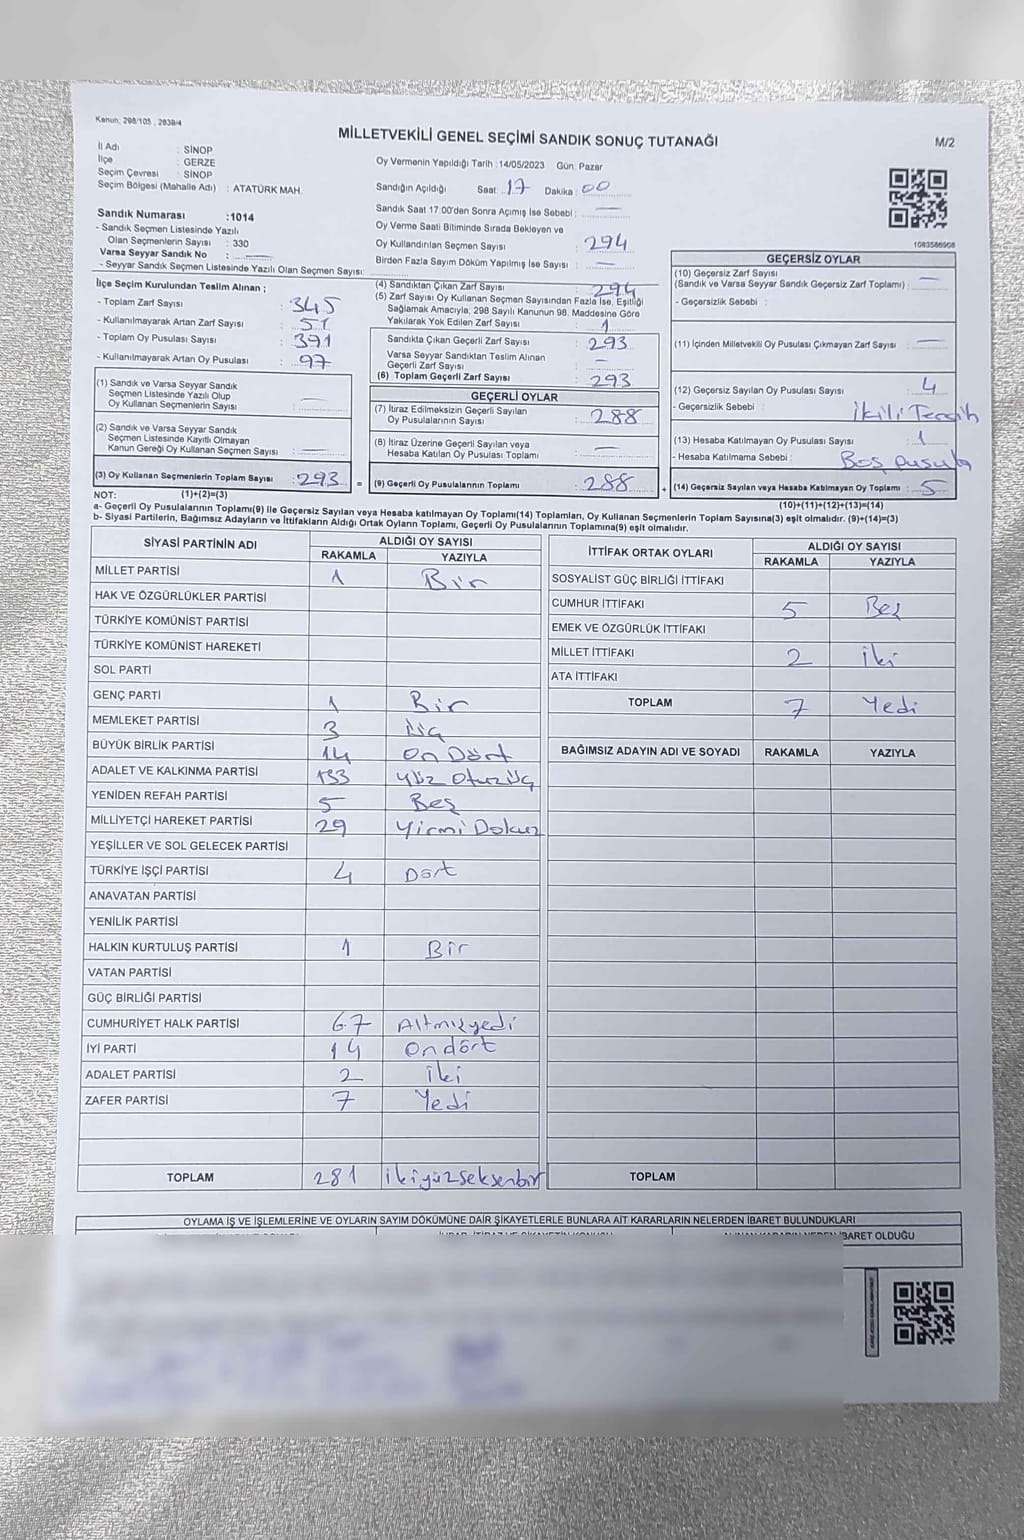 Kanun, 298/105 , 2839/4
MİLLETVEKİLİ GENEL SEÇİMİ SANDIK SONUÇ TUTANAĞI
M/2
İl Adı : SİNOP
İlçe : GERZE
Seçim Çevresi : SİNOP
Seçim Bölgesi (Mahalle Adı) : ATATÜRK MAH.
Oy Vermenin Yapıldığı Tarih :14/05/2023 Gün: Pazar
Sandığın Açıldığı Saat: 17 Dakika: 00
Sandık Saat 17:00'den Sonra Açımış İse Sebebi : —
Oy Verme Saati Bitiminde Sırada Bekleyen ve
Oy Kullandırılan Seçmen Sayısı : 294
Birden Fazla Sayım Döküm Yapılmış İse Sayısı : —
1083586908
Sandık Numarası :1014
- Sandık Seçmen Listesinde Yazılı
Olan Seçmenlerin Sayısı : 330
Varsa Seyyar Sandık No : —
- Seyyar Sandık Seçmen Listesinde Yazılı Olan Seçmen Sayısı:
İlçe Seçim Kurulundan Teslim Alınan ;
- Toplam Zarf Sayısı : 345
- Kullanılmayarak Artan Zarf Sayısı : 51
- Toplam Oy Pusulası Sayısı : 391
- Kullanılmayarak Artan Oy Pusulası : 97
(1) Sandık ve Varsa Seyyar Sandık
Seçmen Listesinde Yazılı Olup
Oy Kullanan Seçmenlerin Sayısı : —
(2) Sandık ve Varsa Seyyar Sandık
Seçmen Listesinde Kayıtlı Olmayan
Kanun Gereği Oy Kullanan Seçmen Sayısı : —
(3) Oy Kullanan Seçmenlerin Toplam Sayısı : 293 =
(4) Sandıktan Çıkan Zarf Sayısı : 294
(5) Zarf Sayısı Oy Kullanan Seçmen Sayısından Fazla İse, Eşitliği
Sağlamak Amacıyla, 298 Sayılı Kanunun 98. Maddesine Göre
Yakılarak Yok Edilen Zarf Sayısı : 1
Sandıkta Çıkan Geçerli Zarf Sayısı : 293
Varsa Seyyar Sandıktan Teslim Alınan
Geçerli Zarf Sayısı : —
(6) Toplam Geçerli Zarf Sayısı : 293
GEÇERLİ OYLAR
(7) İtiraz Edilmeksizin Geçerli Sayılan
Oy Pusulalarının Sayısı : 288
(8) İtiraz Üzerine Geçerli Sayılan veya
Hesaba Katılan Oy Pusulası Toplamı : —
(9) Geçerli Oy Pusulalarının Toplamı : 288 +
GEÇERSİZ OYLAR
(10) Geçersiz Zarf Sayısı
(Sandık ve Varsa Seyyar Sandık Geçersiz Zarf Toplamı) : —
- Geçersizlik Sebebi :
(11) İçinden Milletvekili Oy Pusulası Çıkmayan Zarf Sayısı : —
(12) Geçersiz Sayılan Oy Pusulası Sayısı : 4
- Geçersizlik Sebebi : İkili Tercih
(13) Hesaba Katılmayan Oy Pusulası Sayısı : 1
- Hesaba Katılmama Sebebi : Boş pusula
(14) Geçersiz Sayılan veya Hesaba Katılmayan Oy Toplamı : 5
NOT: (1)+(2)=(3)
(10)+(11)+(12)+(13)=(14)
a- Geçerli Oy Pusulalarının Toplamı(9) İle Geçersiz Sayılan veya Hesaba katılmayan Oy Toplamı(14) Toplamları, Oy Kullanan Seçmenlerin Toplam Sayısına(3) eşit olmalıdır. (9)+(14)=(3)
b- Siyasi Partilerin, Bağımsız Adayların ve İttifakların Aldığı Ortak Oyların Toplamı, Geçerli Oy Pusulalarının Toplamına(9) eşit olmalıdır.
SİYASİ PARTİNİN ADI ALDIĞI OY SAYISI
RAKAMLA YAZIYLA
MİLLET PARTİSİ 1 Bir
HAK VE ÖZGÜRLÜKLER PARTİSİ
TÜRKİYE KOMÜNİST PARTİSİ
TÜRKİYE KOMÜNİST HAREKETİ
SOL PARTİ
GENÇ PARTİ 1 Bir
MEMLEKET PARTİSİ 3 Üç
BÜYÜK BİRLİK PARTİSİ 14 On Dört
ADALET VE KALKINMA PARTİSİ 133 Yüz Otuz Üç
YENİDEN REFAH PARTİSİ 5 Beş
MİLLİYETÇİ HAREKET PARTİSİ 29 Yirmi Dokuz
YEŞİLLER VE SOL GELECEK PARTİSİ
TÜRKİYE İŞÇİ PARTİSİ 4 Dört
ANAVATAN PARTİSİ
YENİLİK PARTİSİ
HALKIN KURTULUŞ PARTİSİ 1 Bir
VATAN PARTİSİ
GÜÇ BİRLİĞİ PARTİSİ
CUMHURİYET HALK PARTİSİ 67 Altmışyedi
İYİ PARTİ 14 Ondört
ADALET PARTİSİ 2 İki
ZAFER PARTİSİ 7 Yedi
TOPLAM 281 ikiyüzseksenbir
İTTİFAK ORTAK OYLARI ALDIĞI OY SAYISI
RAKAMLA YAZIYLA
SOSYALİST GÜÇ BİRLİĞİ İTTİFAKI
CUMHUR İTTİFAKI 5 Beş
EMEK VE ÖZGÜRLÜK İTTİFAKI
MİLLET İTTİFAKI 2 İki
ATA İTTİFAKI
TOPLAM 7 Yedi
BAĞIMSIZ ADAYIN ADI VE SOYADI RAKAMLA YAZIYLA
TOPLAM
OYLAMA İŞ VE İŞLEMLERİNE VE OYLARIN SAYIM DÖKÜMÜNE DAİR ŞİKAYETLERLE BUNLARA AİT KARARLARIN NELERDEN İBARET BULUNDUKLARI
BARET OLDUĞU